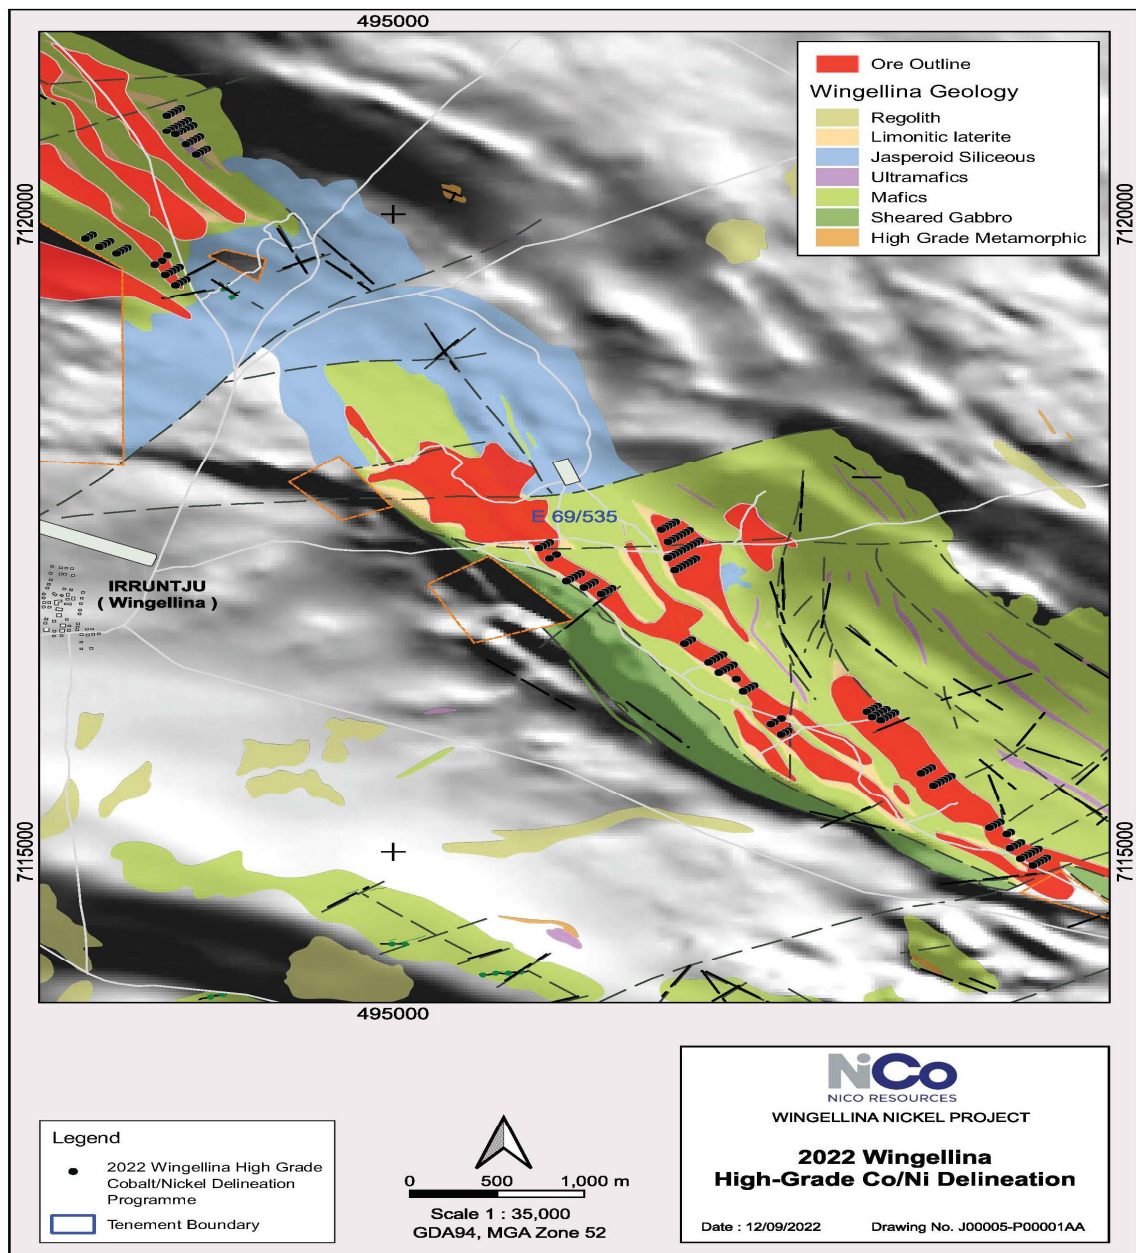 495000
Ore Outline
Wingellina Geology
Regolith
Limonitic laterite
Jasperoid Siliceous
Ultramafics
Mafics
Sheared Gabbro
High Grade Metamorphic
7120000
7120000
E 69/535
IRRUNTJU
( Wingellina )
7115000
7115000
495000
Legend
2022 Wingellina High Grade
Cobalt/Nickel Delineation
Programme
Tenement Boundary
0 500 1,000 m
Scale 1 : 35,000
GDA94, MGA Zone 52
NiCo
NICO RESOURCES
WINGELLINA NICKEL PROJECT
2022 Wingellina
High-Grade Co/Ni Delineation
Date : 12/09/2022 Drawing No. J00005-P00001AA